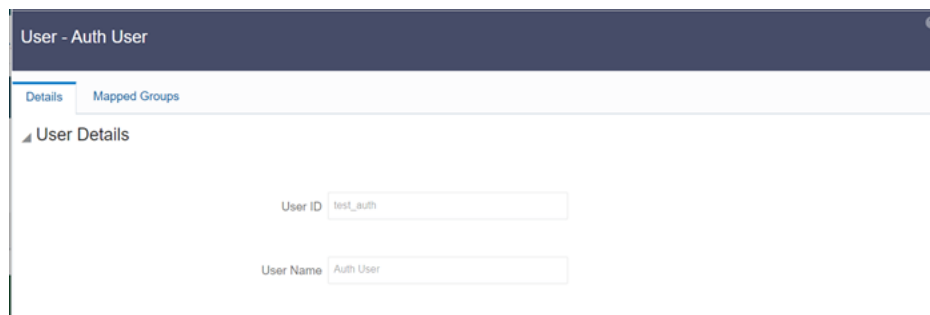 User - Auth User
Details Mapped Groups
User Details
User ID test_auth
User Name Auth User